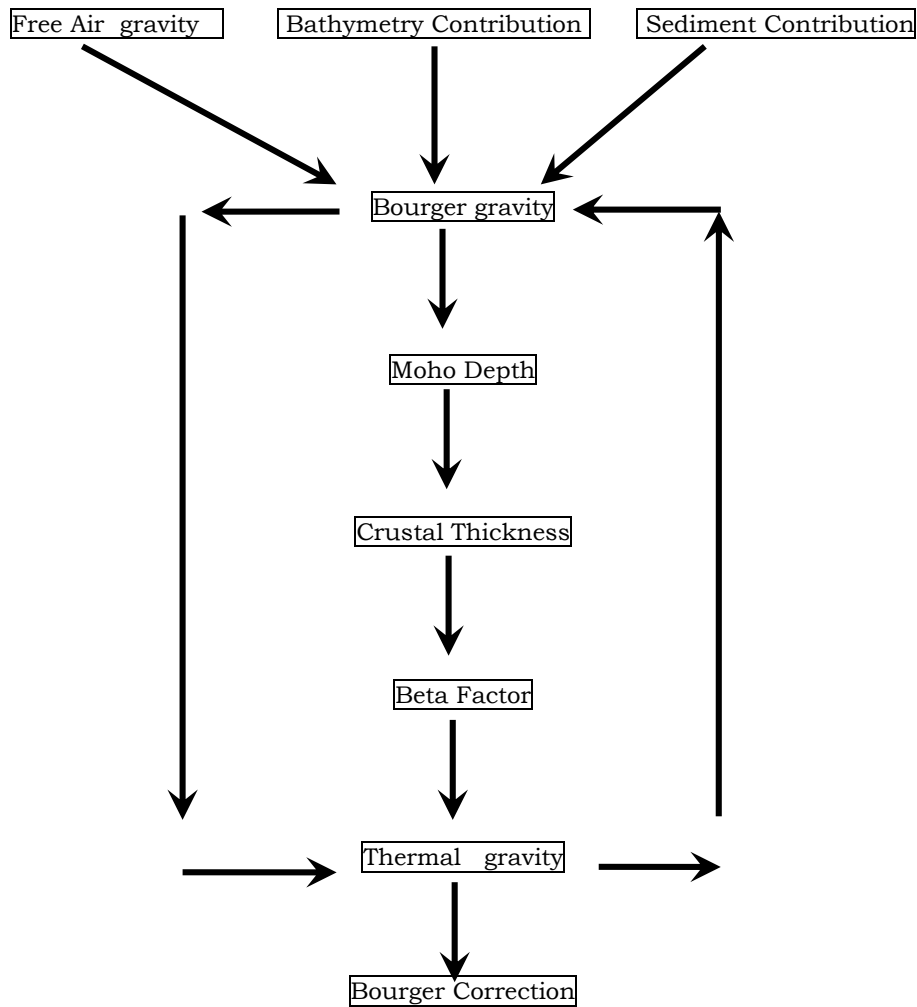 Free Air gravity
Bathymetry Contribution
Sediment Contribution
Bourger gravity
Moho Depth
Crustal Thickness
Beta Factor
Thermal gravity
Bourger Correction